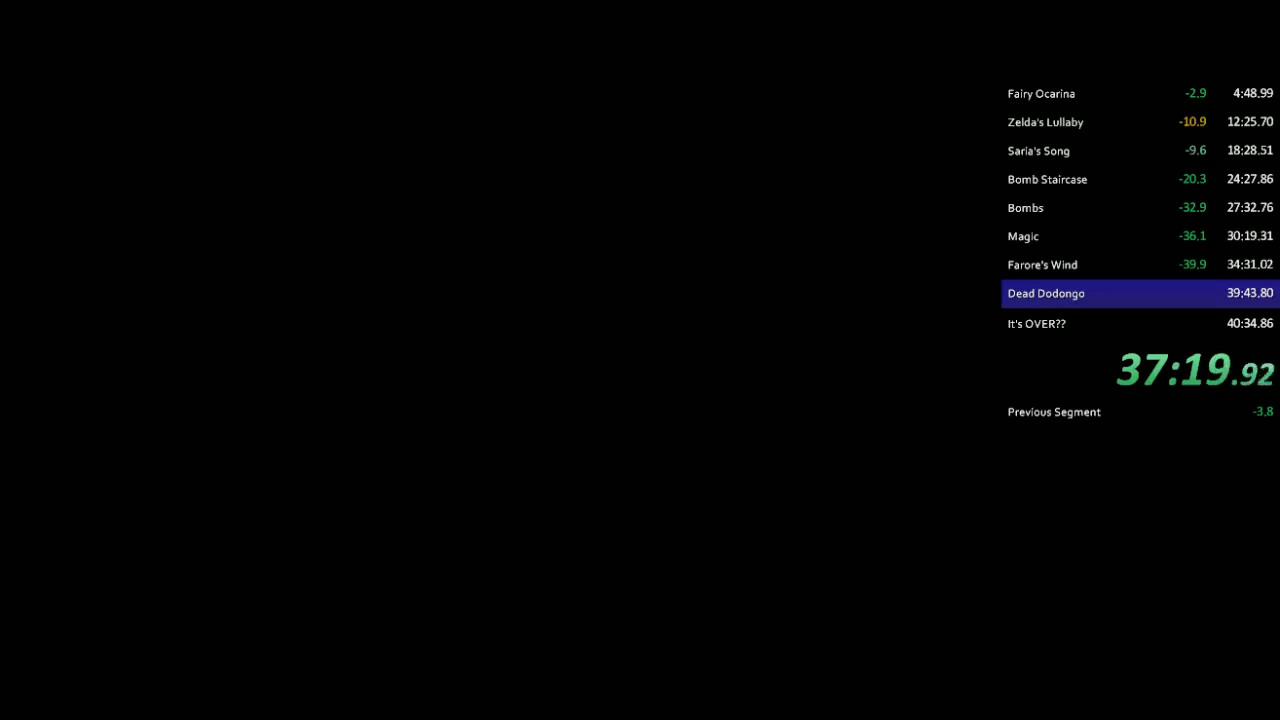 Fairy Ocarina -2.9 4:48.99
Zelda's Lullaby -10.9 12:25.70
Saria's Song -9.6 18:28.51
Bomb Staircase -20.3 24:27.86
Bombs -32.9 27:32.76
Magic -36.1 30:19.31
Farore's Wind -39.9 34:31.02
Dead Dodongo 39:43.80
It's OVER?? 40:34.86
37:19.92
Previous Segment -3.8